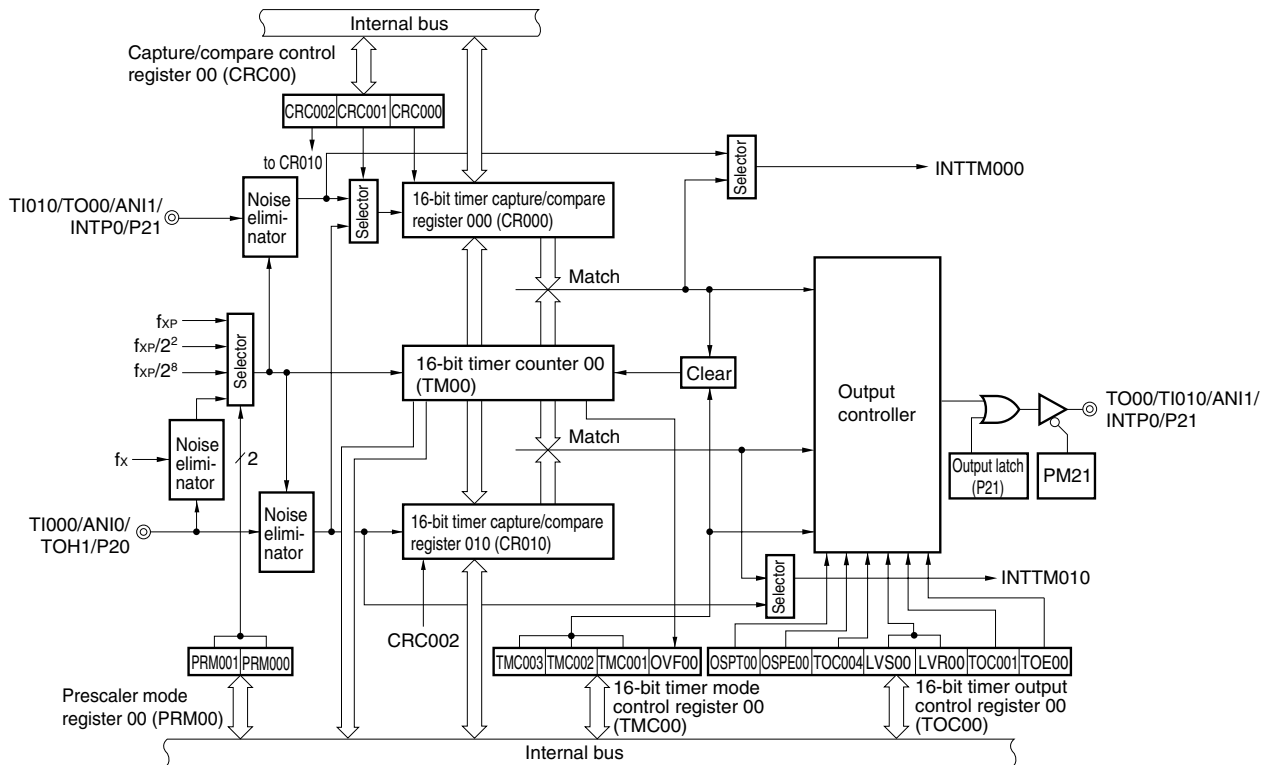 Internal bus
Capture/compare control
register 00 (CRC00)
CRC002 CRC001 CRC000
to CR010
Selector
INTTM000
TI010/TO00/ANI1/
INTP0/P21
Noise
elimi-
nator
Selector
16-bit timer capture/compare
register 000 (CR000)
Match
fXP
fXP/2²
fXP/2⁸
Selector
16-bit timer counter 00
(TM00)
Clear
Output
controller
TO00/TI010/ANI1/
INTP0/P21
Output latch
(P21)
PM21
Match
fX
Noise
elimi-
nator
2
TI000/ANI0/
TOH1/P20
Noise
elimi-
nator
16-bit timer capture/compare
register 010 (CR010)
Selector
INTTM010
CRC002
PRM001 PRM000
TMC003 TMC002 TMC001 OVF00
OSPT00 OSPE00 TOC004 LVS00 LVR00 TOC001 TOE00
Prescaler mode
register 00 (PRM00)
16-bit timer mode
control register 00
(TMC00)
16-bit timer output
control register 00
(TOC00)
Internal bus